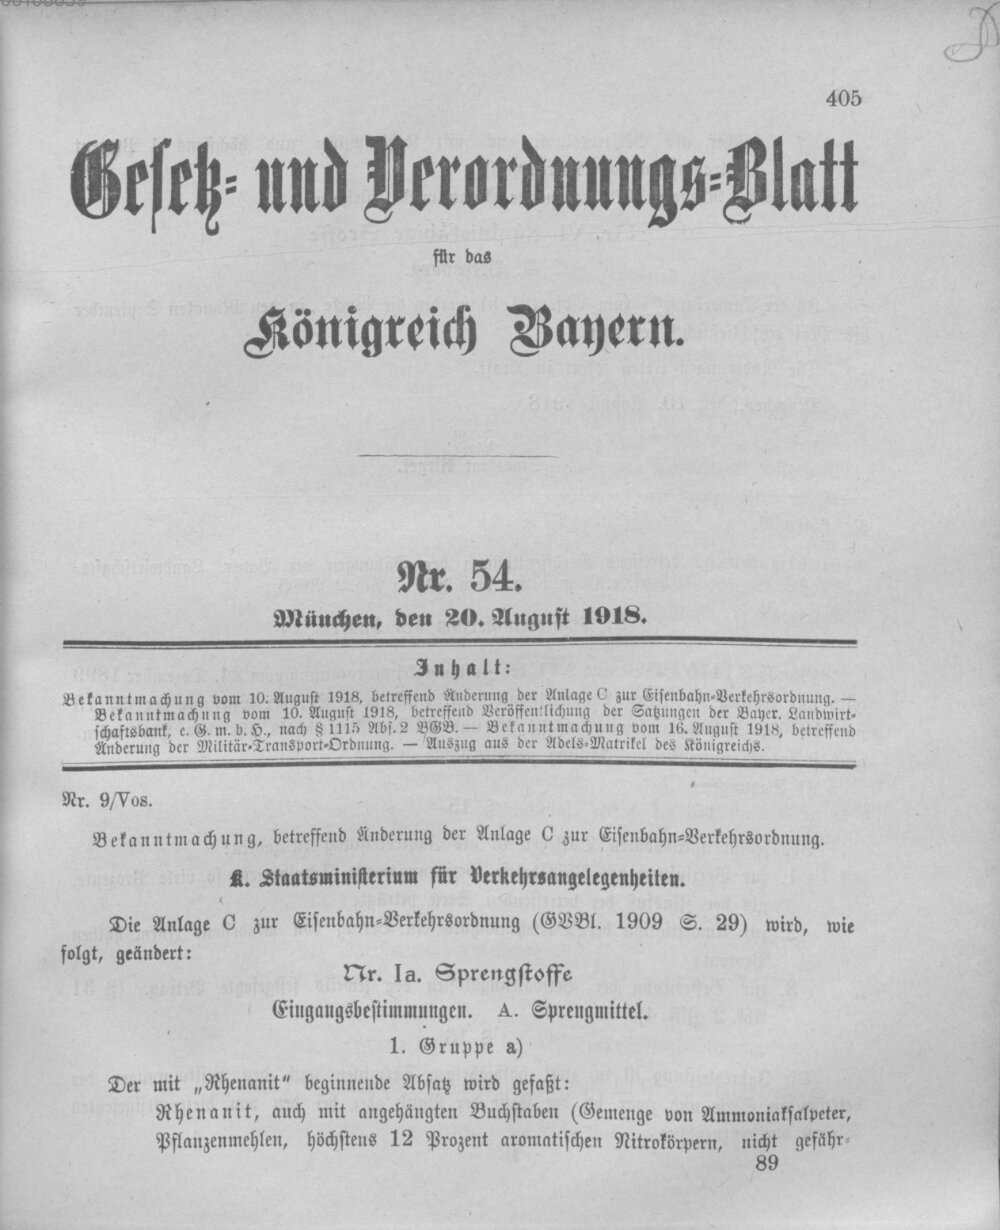 405
Gesetz- und Verordnungs-Blatt
für das
Königreich Bayern.
Nr. 54.
München, den 20. August 1918.
Inhalt:
Bekanntmachung vom 10. August 1918, betreffend Änderung der Anlage C zur Eisenbahn-Verkehrsordnung. —
Bekanntmachung vom 10. August 1918, betreffend Veröffentlichung der Satzungen der Bayer. Landwirt-
schaftsbank, e. G. m. b. H., nach § 1115 Abs. 2 BGB. — Bekanntmachung vom 16. August 1918, betreffend
Änderung der Militär-Transport-Ordnung. — Auszug aus der Adels-Matrikel des Königreichs.
Nr. 9/Vos.
Bekanntmachung, betreffend Änderung der Anlage C zur Eisenbahn-Verkehrsordnung.
K. Staatsministerium für Verkehrsangelegenheiten.
Die Anlage C zur Eisenbahn-Verkehrsordnung (GVBl. 1909 S. 29) wird, wie
folgt, geändert:
Nr. Ia. Sprengstoffe
Eingangsbestimmungen. A. Sprengmittel.
1. Gruppe a)
Der mit „Rhenanit“ beginnende Absatz wird gefaßt:
Rhenanit, auch mit angehängten Buchstaben (Gemenge von Ammoniaksalpeter,
Pflanzenmehlen, höchstens 12 Prozent aromatischen Nitrokörpern, nicht gefähr-
89